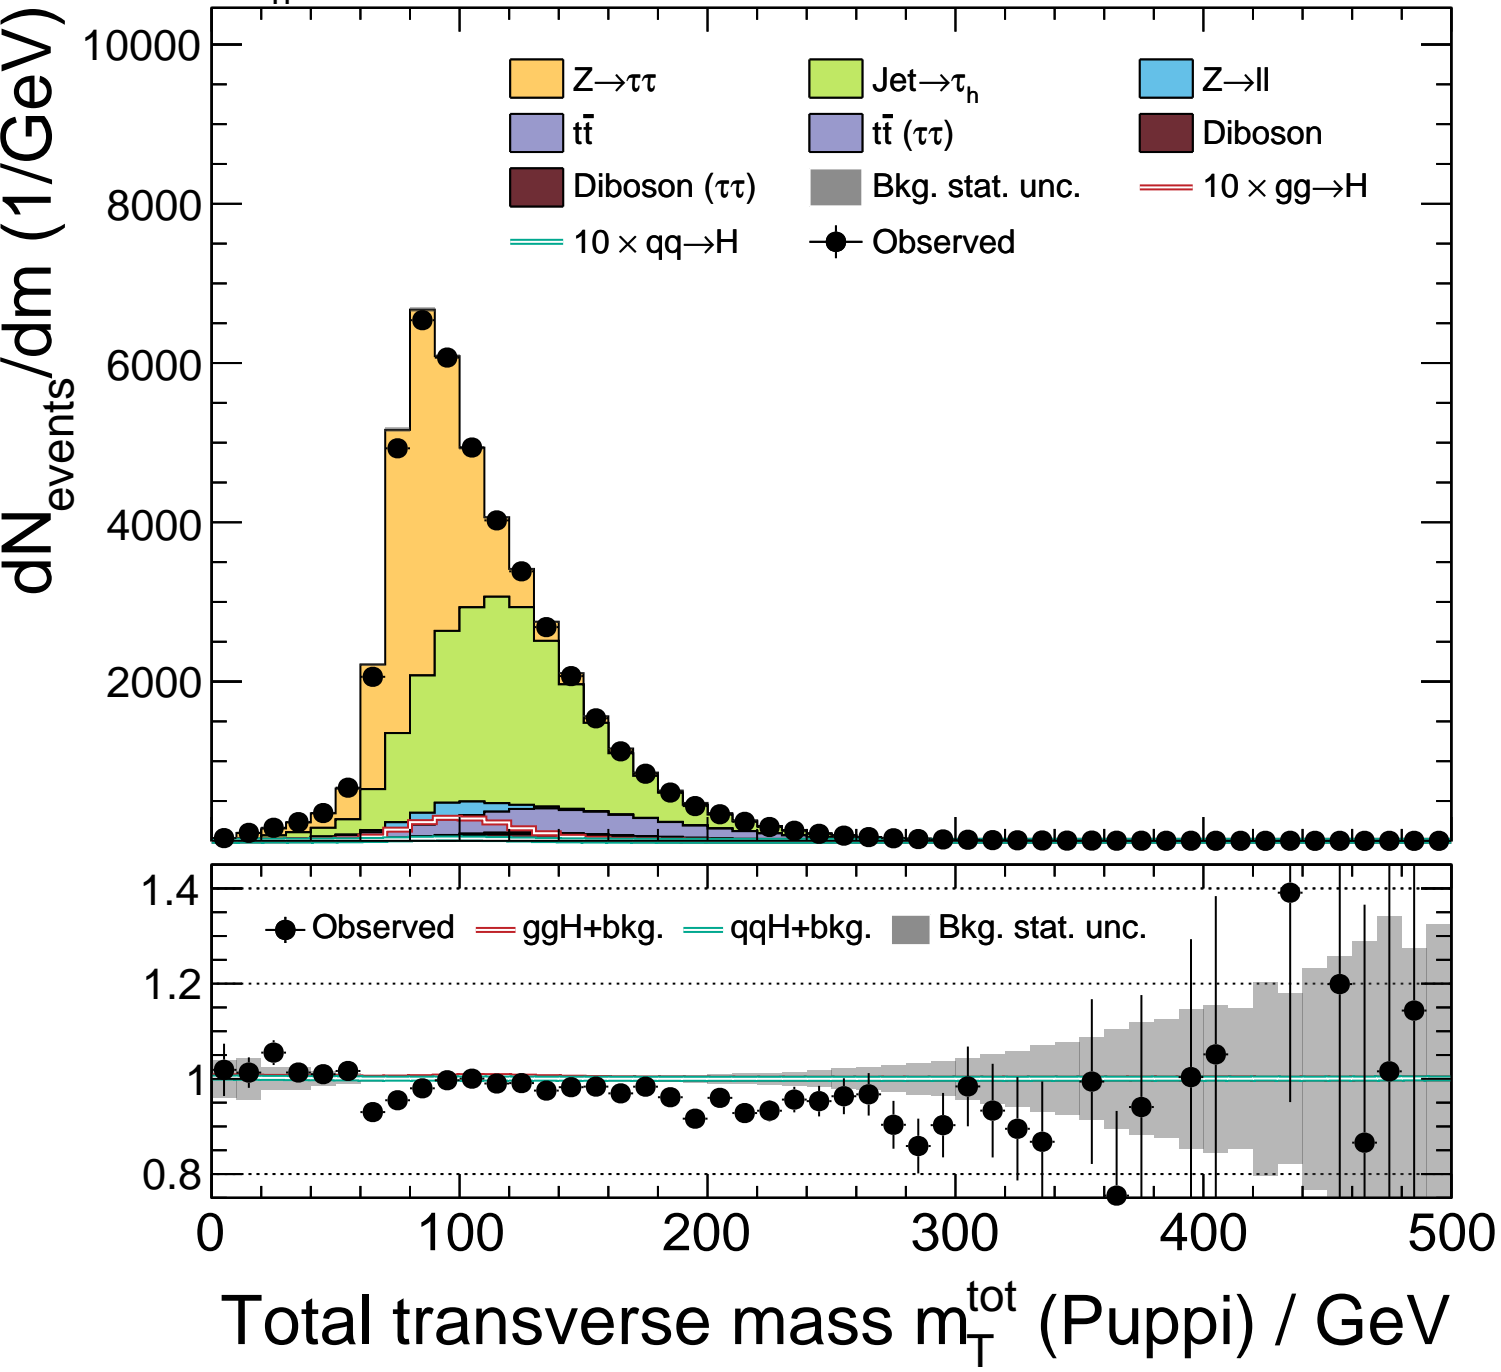 10000
Z→ττ Jet→τh Z→ll
tt̄ tt̄ (ττ) Diboson
8000
Diboson (ττ) Bkg. stat. unc. 10 × gg→H
10 × qq→H Observed
6000
4000
2000
dNevents/dm (1/GeV)
1.4
Observed ggH+bkg. qqH+bkg. Bkg. stat. unc.
1.2
1
0.8
0 100 200 300 400 500
Total transverse mass mTtot (Puppi) / GeV